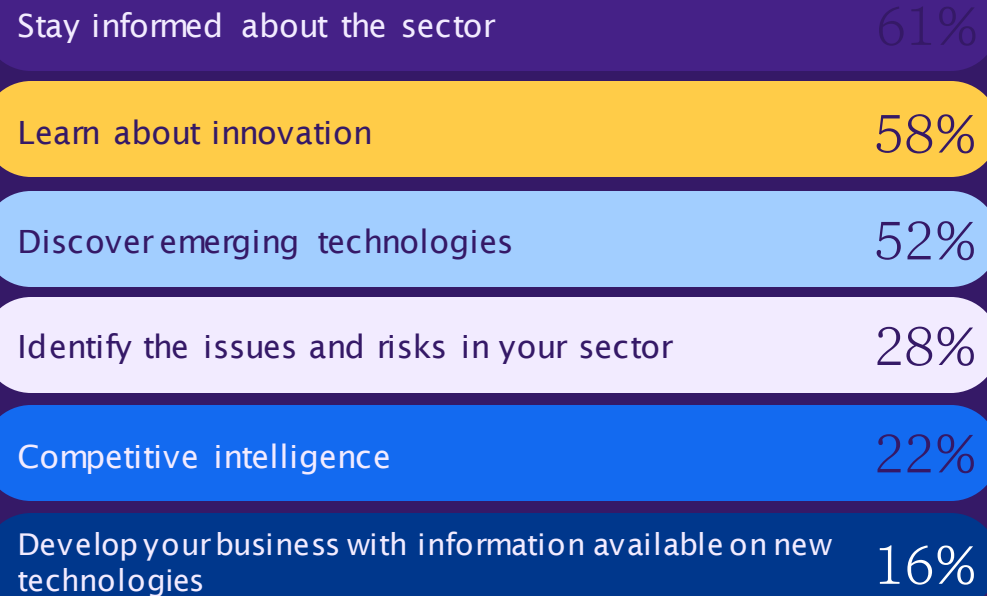 Stay informed about the sector 61%
Learn about innovation 58%
Discover emerging technologies 52%
Identify the issues and risks in your sector 28%
Competitive intelligence 22%
Develop your business with information available on new
technologies 16%